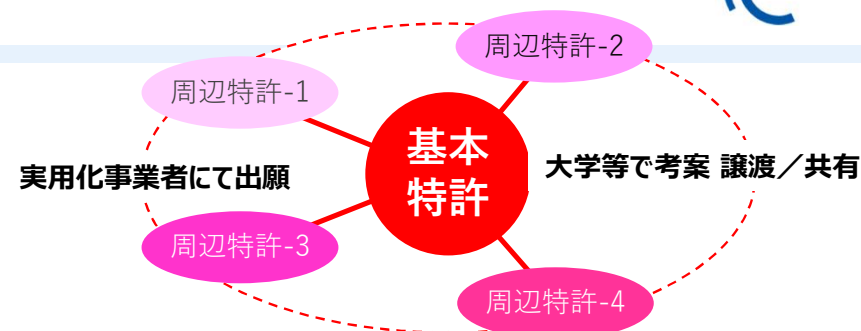 周辺特許-2
周辺特許-1
基本
特許
実用化事業者にて出願
大学等で考案 譲渡／共有
周辺特許-3
周辺特許-4